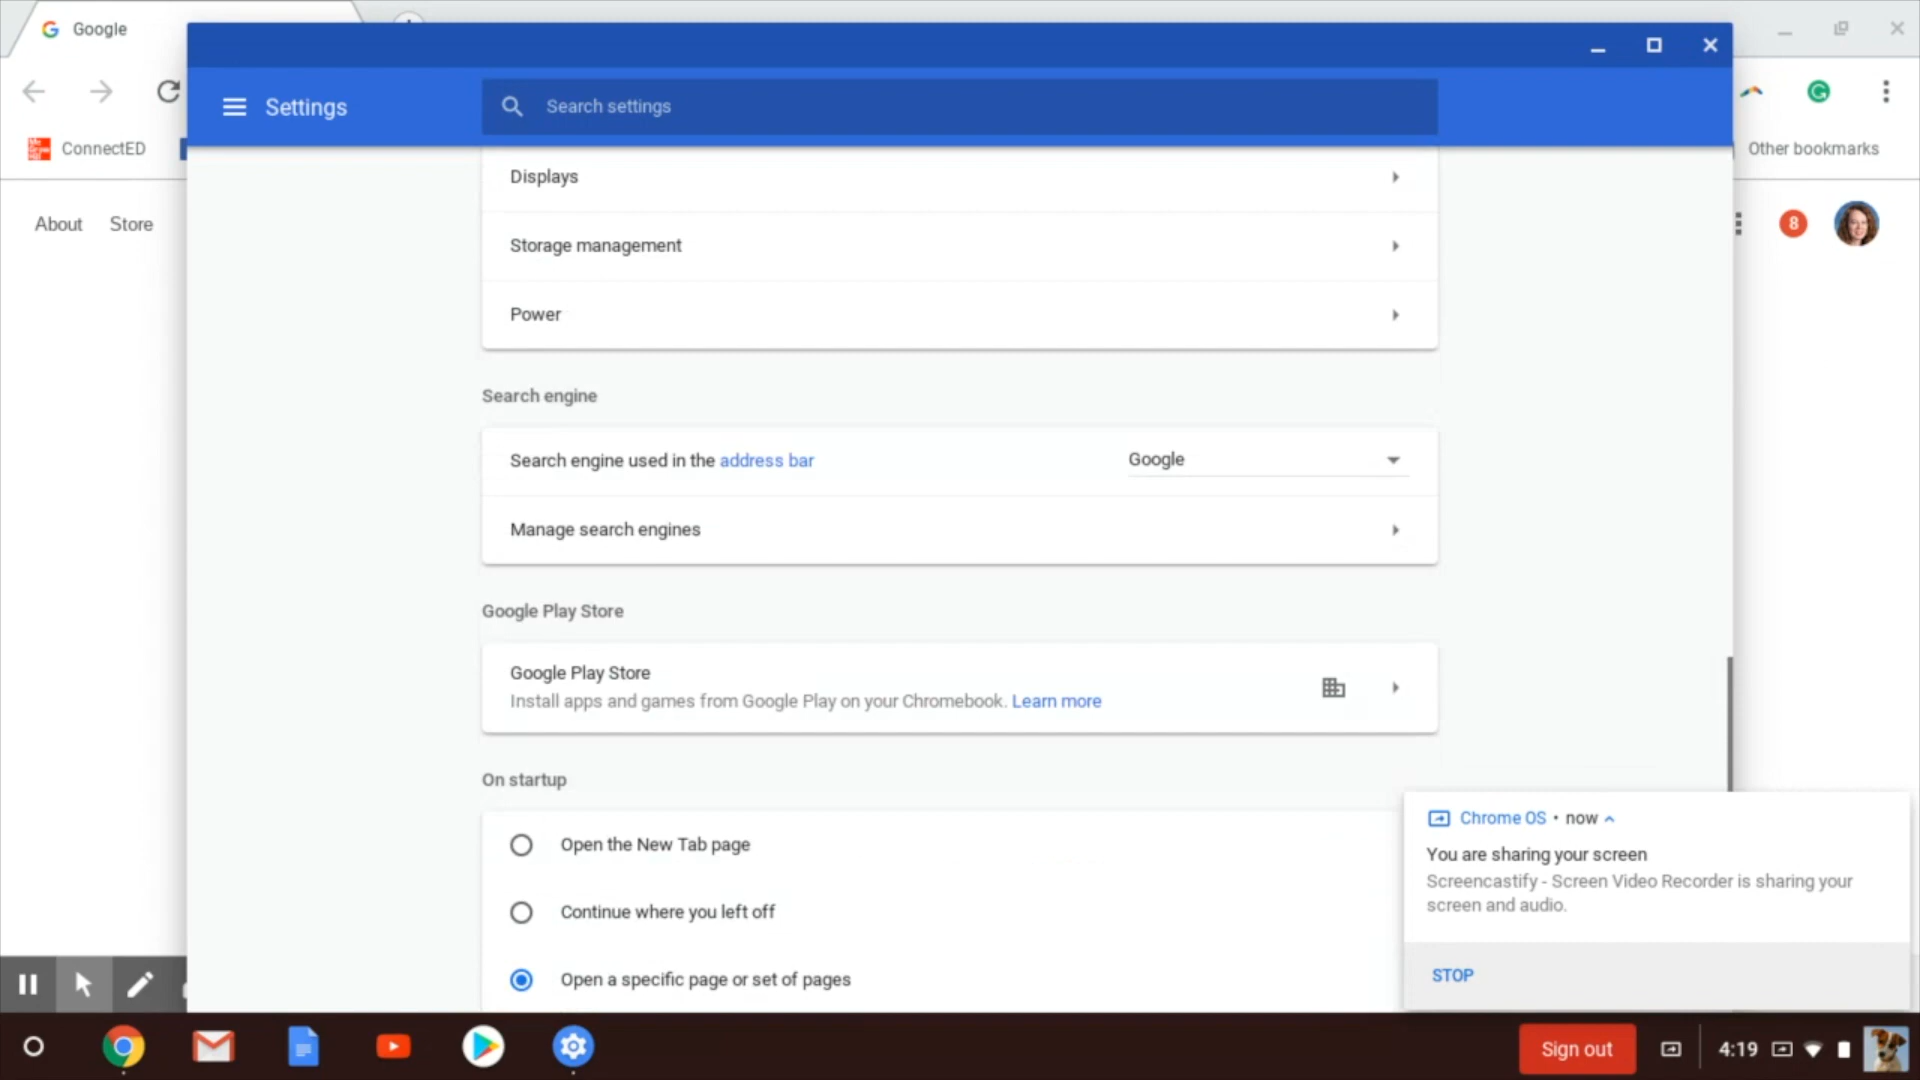 Google
Settings
Search settings
ConnectED
Other bookmarks
Displays
About
Store
8
Storage management
Power
Search engine
Search engine used in the address bar
Google
Manage search engines
Google Play Store
Google Play Store
Install apps and games from Google Play on your Chromebook. Learn more
On startup
Open the New Tab page
Continue where you left off
Open a specific page or set of pages
Chrome OS • now
You are sharing your screen
Screencastify - Screen Video Recorder is sharing your
screen and audio.
STOP
Sign out
4:19